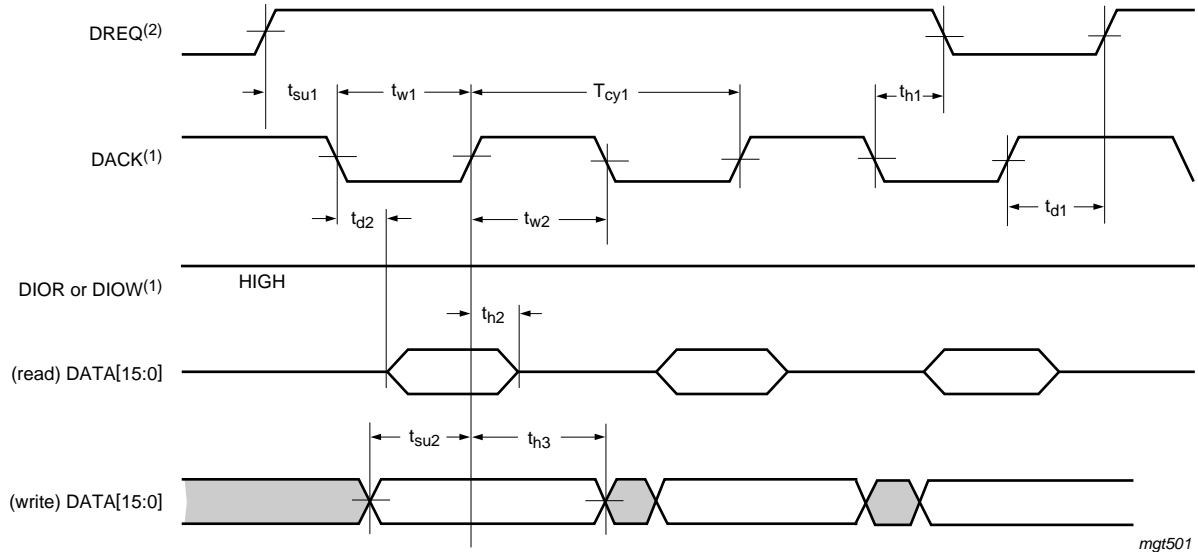 DREQ(2)
tsu1
tw1
Tcy1
th1
DACK(1)
td2
tw2
td1
DIOR or DIOW(1)
HIGH
th2
(read) DATA[15:0]
tsu2
th3
(write) DATA[15:0]
mgt501